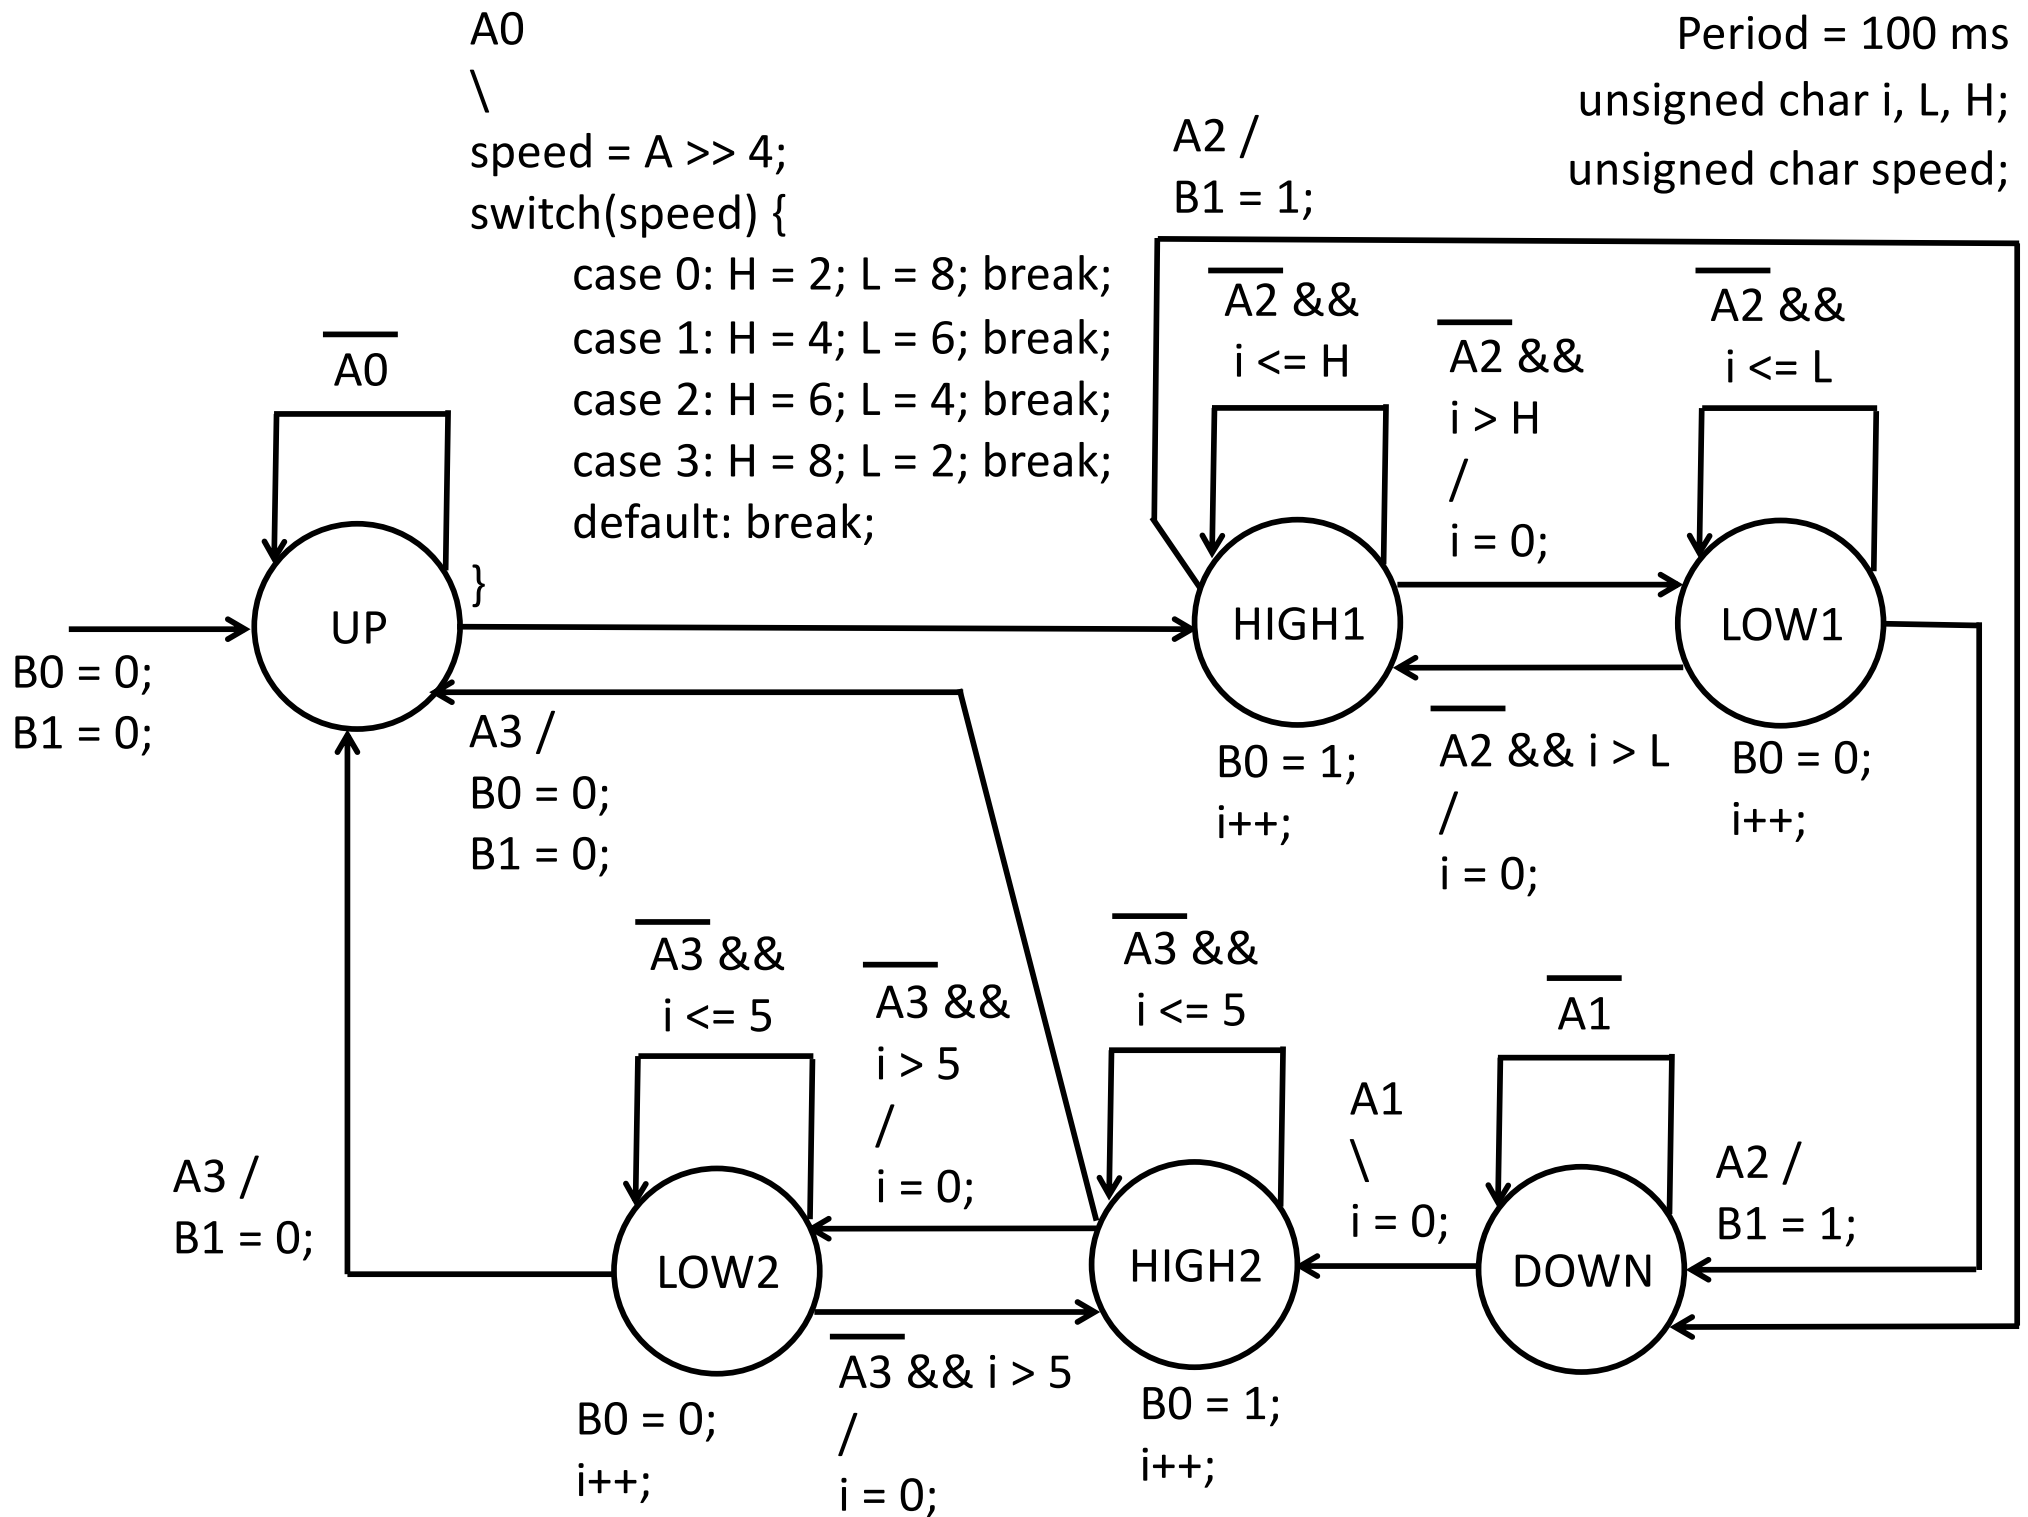 A0
\
speed = A >> 4;
switch(speed) {
case 0: H = 2; L = 8; break;
case 1: H = 4; L = 6; break;
case 2: H = 6; L = 4; break;
case 3: H = 8; L = 2; break;
default: break;
}
Period = 100 ms
unsigned char i, L, H;
unsigned char speed;
A2 /
B1 = 1;
A0
A2 &&
i <= H
A2 &&
i > H
/
i = 0;
A2 &&
i <= L
UP
HIGH1
LOW1
B0 = 0;
B1 = 0;
A3 /
B0 = 0;
B1 = 0;
B0 = 1;
i++;
A2 && i > L
/
i = 0;
B0 = 0;
i++;
A3 &&
i <= 5
A3 &&
i > 5
/
i = 0;
A3 &&
i <= 5
A1
A1
\
i = 0;
A2 /
B1 = 1;
A3 /
B1 = 0;
LOW2
HIGH2
DOWN
B0 = 0;
i++;
A3 && i > 5
/
i = 0;
B0 = 1;
i++;